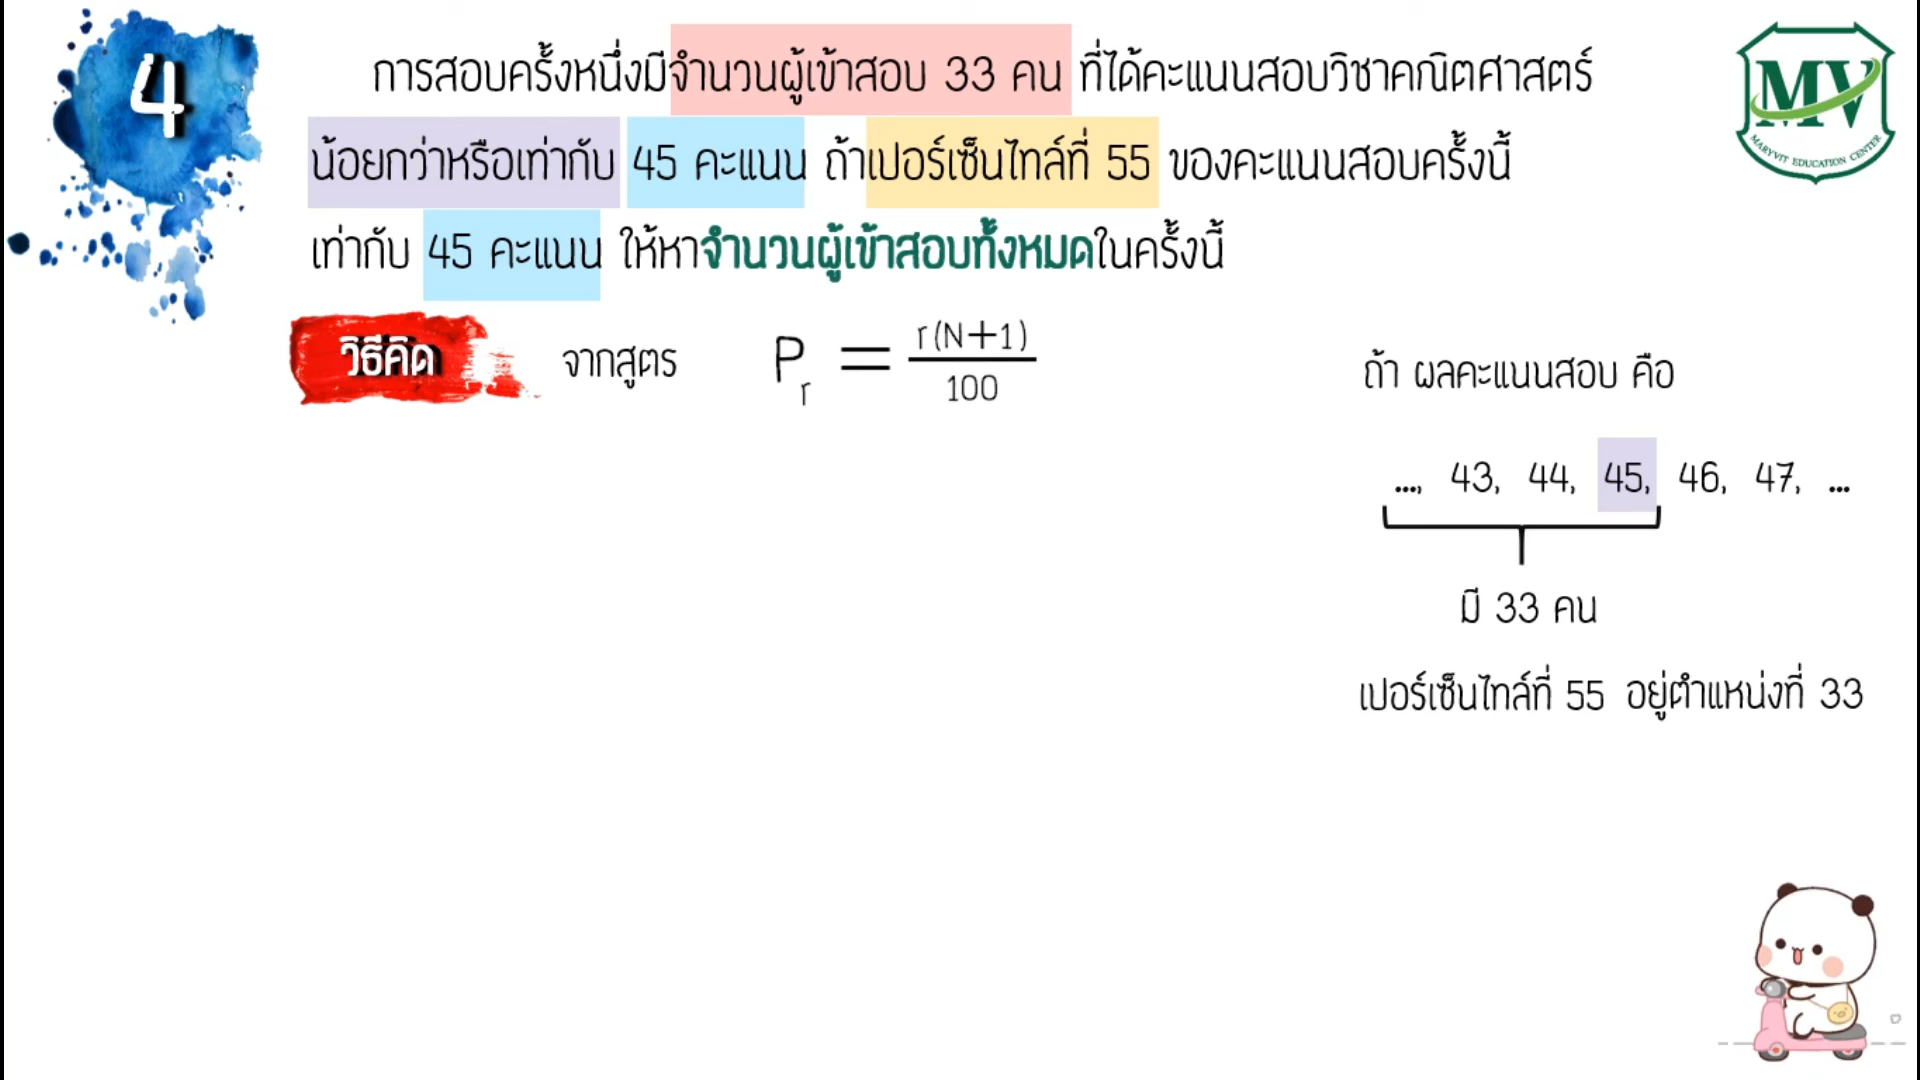 4
การสอบครั้งหนึ่งมีจำนวนผู้เข้าสอบ 33 คน ที่ได้คะแนนสอบวิชาคณิตศาสตร์
น้อยกว่าหรือเท่ากับ 45 คะแนน ถ้าเปอร์เซ็นไทล์ที่ 55 ของคะแนนสอบครั้งนี้
เท่ากับ 45 คะแนน ให้หาจำนวนผู้เข้าสอบทั้งหมดในครั้งนี้
MV
MARYVIT EDUCATION CENTER
วิธีคิด จากสูตร P_r = r(N+1)/100
ถ้า ผลคะแนนสอบ คือ
..., 43, 44, 45, 46, 47, ...
มี 33 คน
เปอร์เซ็นไทล์ที่ 55 อยู่ตำแหน่งที่ 33